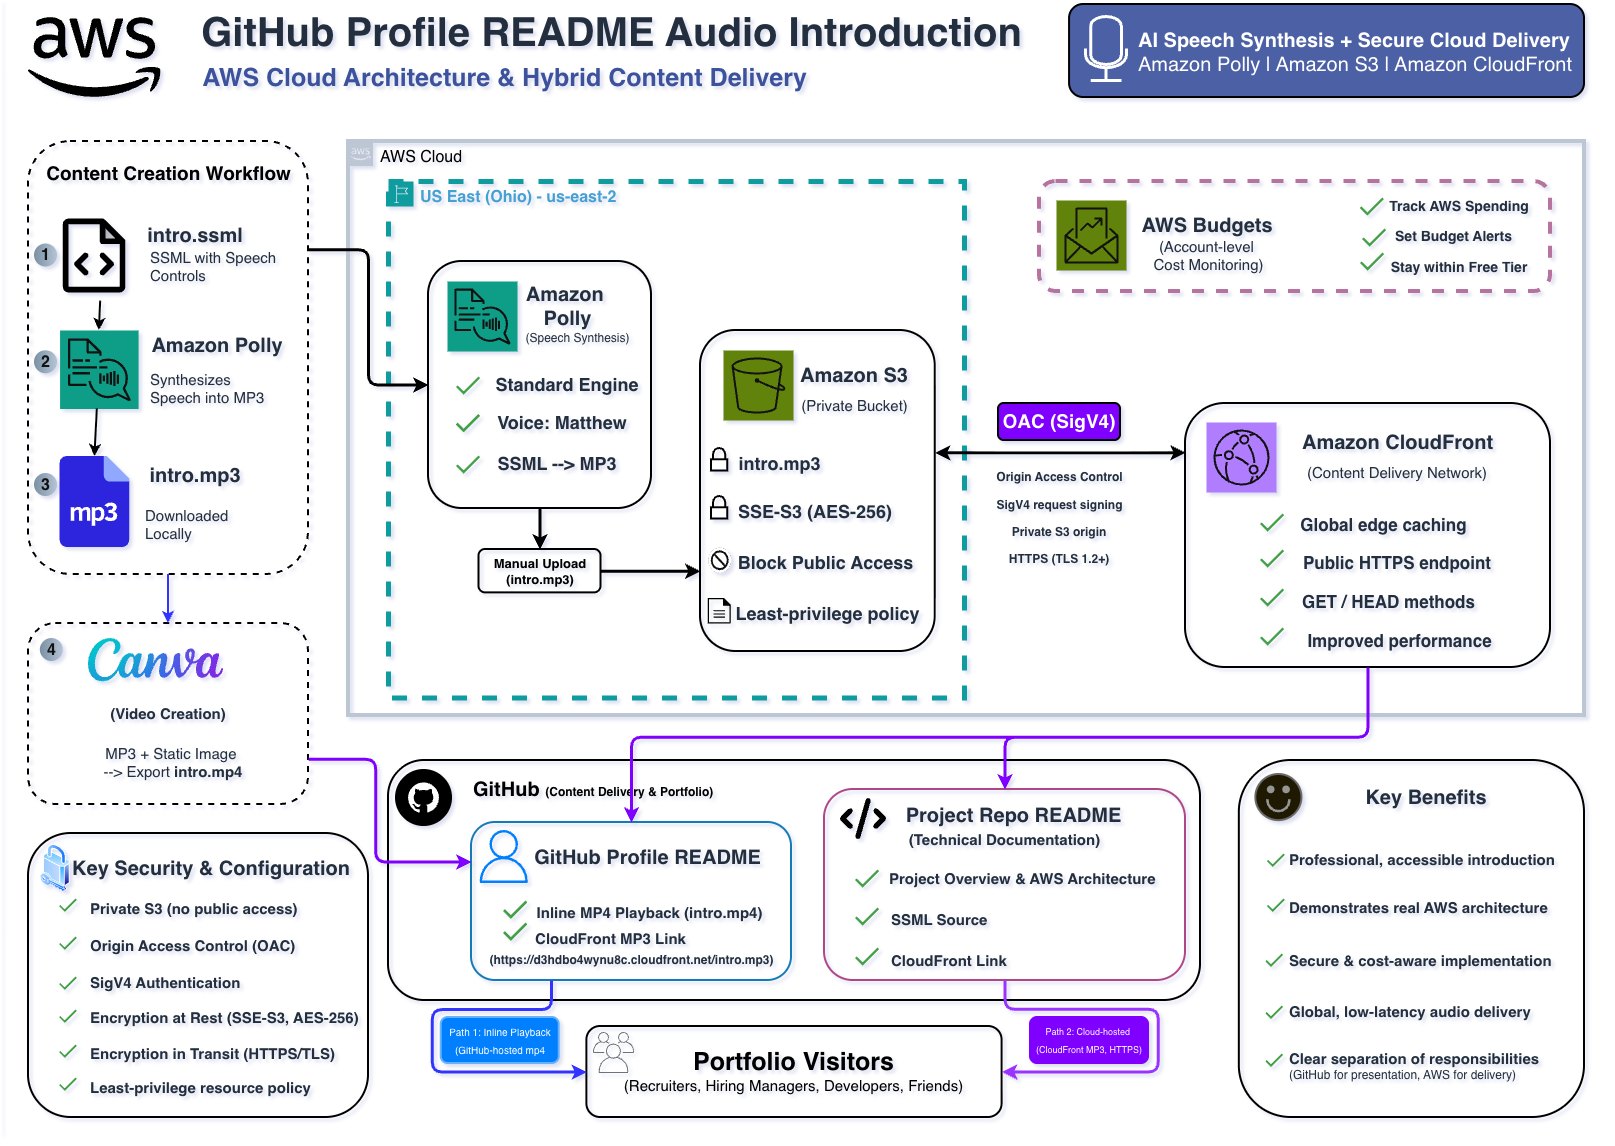 aws
GitHub Profile README Audio Introduction
AWS Cloud Architecture & Hybrid Content Delivery
AI Speech Synthesis + Secure Cloud Delivery
Amazon Polly | Amazon S3 | Amazon CloudFront
Content Creation Workflow
1
intro.ssml
SSML with Speech
Controls
2
Amazon Polly
Synthesizes
Speech into MP3
3
mp3
intro.mp3
Downloaded
Locally
4
Canva
(Video Creation)
MP3 + Static Image
--> Export intro.mp4
aws
AWS Cloud
US East (Ohio) - us-east-2
Amazon
Polly
(Speech Synthesis)
Standard Engine
Voice: Matthew
SSML --> MP3
Manual Upload
(intro.mp3)
Amazon S3
(Private Bucket)
intro.mp3
SSE-S3 (AES-256)
Block Public Access
Least-privilege policy
OAC (SigV4)
Origin Access Control
SigV4 request signing
Private S3 origin
HTTPS (TLS 1.2+)
AWS Budgets
(Account-level
Cost Monitoring)
Track AWS Spending
Set Budget Alerts
Stay within Free Tier
Amazon CloudFront
(Content Delivery Network)
Global edge caching
Public HTTPS endpoint
GET / HEAD methods
Improved performance
Key Security & Configuration
Private S3 (no public access)
Origin Access Control (OAC)
SigV4 Authentication
Encryption at Rest (SSE-S3, AES-256)
Encryption in Transit (HTTPS/TLS)
Least-privilege resource policy
GitHub (Content Delivery & Portfolio)
GitHub Profile README
Inline MP4 Playback (intro.mp4)
CloudFront MP3 Link
(https://d3hdbo4wynu8c.cloudfront.net/intro.mp3)
Project Repo README
(Technical Documentation)
Project Overview & AWS Architecture
SSML Source
CloudFront Link
Path 1: Inline Playback
(GitHub-hosted mp4
Path 2: Cloud-hosted
(CloudFront MP3, HTTPS)
Portfolio Visitors
(Recruiters, Hiring Managers, Developers, Friends)
Key Benefits
Professional, accessible introduction
Demonstrates real AWS architecture
Secure & cost-aware implementation
Global, low-latency audio delivery
Clear separation of responsibilities
(GitHub for presentation, AWS for delivery)